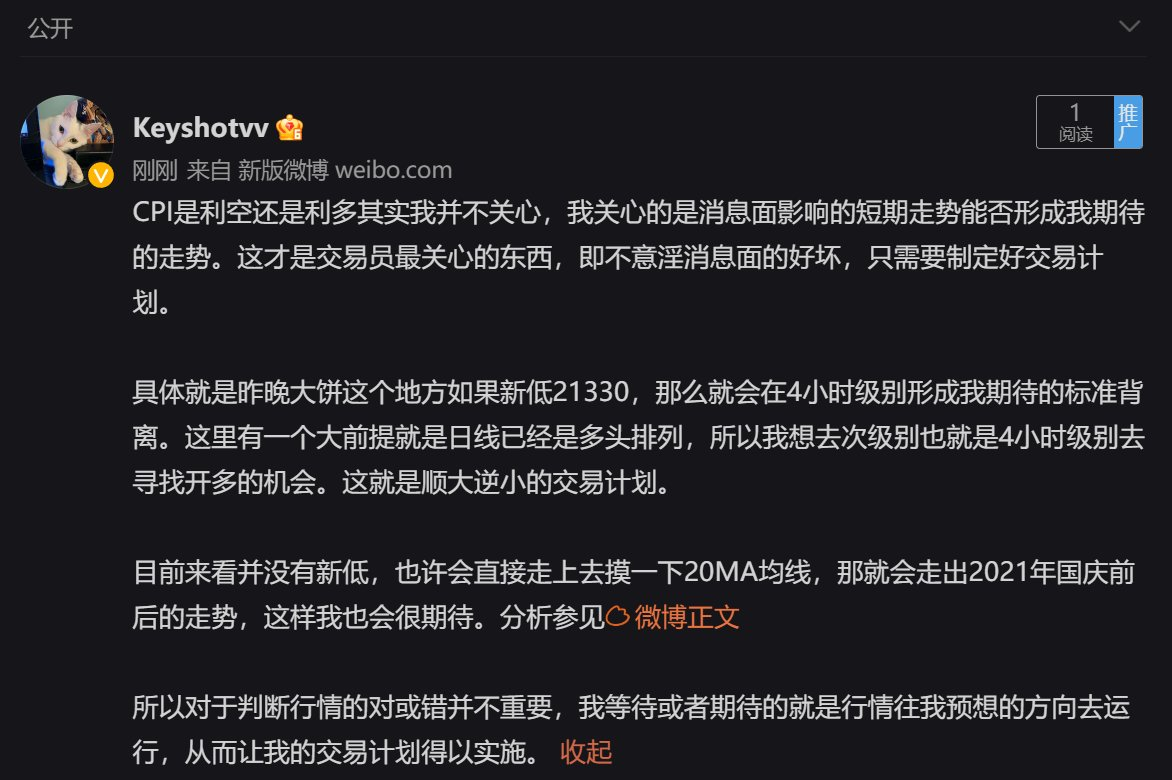 公开
Keyshotvv
1
阅读
推广
刚刚 来自 新版微博 weibo.com
CPI是利空还是利多其实我并不关心，我关心的是消息面影响的短期走势能否形成我期待
的走势。这才是交易员最关心的东西，即不意淫消息面的好坏，只需要制定好交易计
划。
具体就是昨晚大饼这个地方如果新低21330，那么就会在4小时级别形成我期待的标准背
离。这里有一个大前提就是日线已经是多头排列，所以我想去次级别也就是4小时级别去
寻找开多的机会。这就是顺大逆小的交易计划。
目前来看并没有新低，也许会直接走上去摸一下20MA均线，那就会走出2021年国庆前
后的走势，这样我也会很期待。分析参见微博正文
所以对于判断行情的对或错并不重要，我等待或者期待的就是行情往我预想的方向去运
行，从而让我的交易计划得以实施。 收起